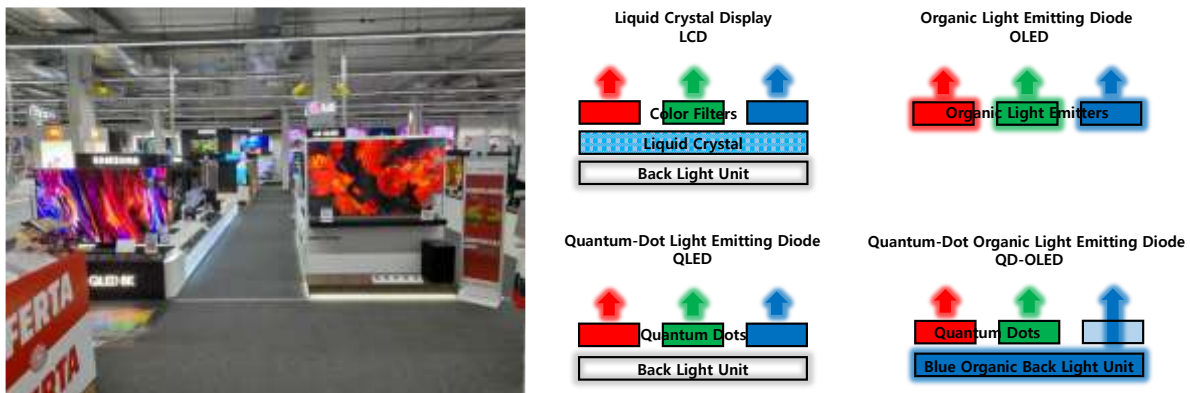 SAMSUNG
LG
QLED 8K
FERTA
ERTA
Liquid Crystal Display
LCD
Color Filters
Liquid Crystal
Back Light Unit
Organic Light Emitting Diode
OLED
Organic Light Emitters
Quantum-Dot Light Emitting Diode
QLED
Quantum Dots
Back Light Unit
Quantum-Dot Organic Light Emitting Diode
QD-OLED
Quantum Dots
Blue Organic Back Light Unit